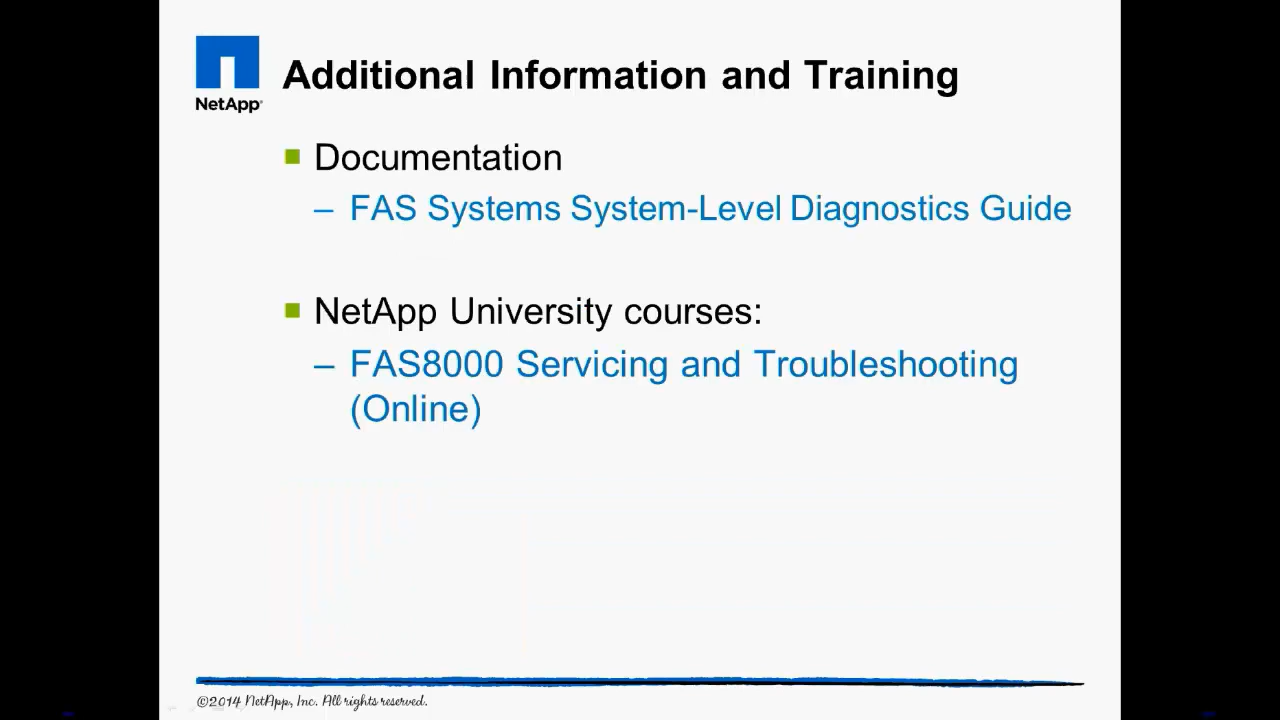 NetApp
Additional Information and Training
Documentation
– FAS Systems System-Level Diagnostics Guide
NetApp University courses:
– FAS8000 Servicing and Troubleshooting
(Online)
©2014 NetApp, Inc. All rights reserved.